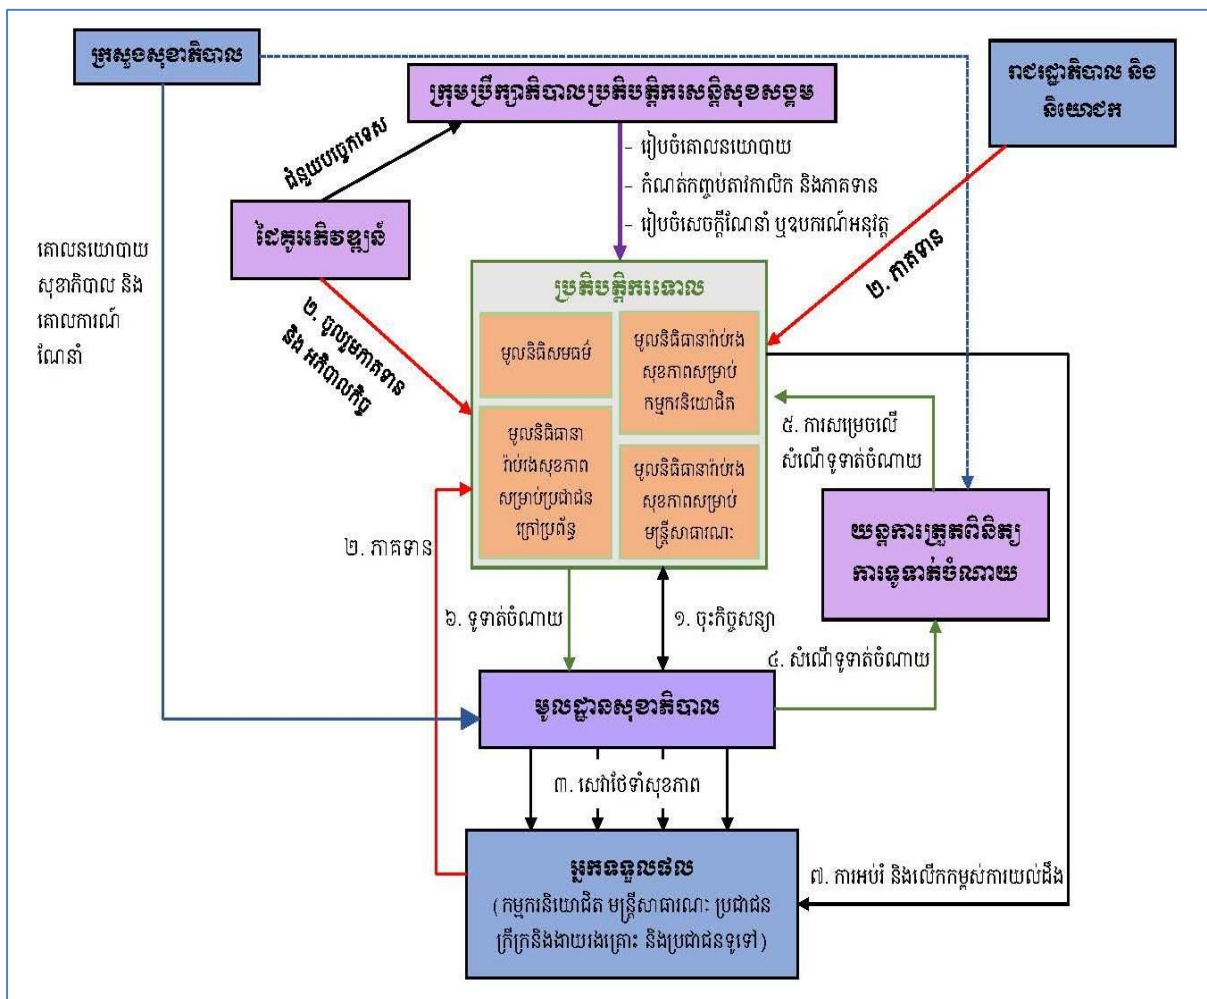 ក្រសួងសុខាភិបាល
រាជរដ្ឋាភិបាល និង
និយោជក
ក្រុមប្រឹក្សាភិបាលប្រតិបត្តិករសន្តិសុខសង្គម
ជំនួយបច្ចេកទេស
- រៀបចំគោលនយោបាយ
- កំណត់កញ្ចប់តាវកាលិក និងភាគទាន
- រៀបចំសេចក្តីណែនាំ ឬឧបករណ៍អនុវត្ត
ដៃគូអភិវឌ្ឍន៍
គោលនយោបាយ
សុខាភិបាល និង
គោលការណ៍
ណែនាំ
២. ភាគទាន
២. ចូលរួមភាគទាន
និង អភិបាលកិច្ច
ប្រតិបត្តិករទោល
មូលនិធិសមធម៌
មូលនិធិធានារ៉ាប់រង
សុខភាពសម្រាប់
កម្មករនិយោជិត
មូលនិធិធានា
រ៉ាប់រងសុខភាព
សម្រាប់ប្រជាជន
ក្រៅប្រព័ន្ធ
មូលនិធិធានារ៉ាប់រង
សុខភាពសម្រាប់
មន្ត្រីសាធារណៈ
៥. ការសម្រេចលើ
សំណើទូទាត់ចំណាយ
យន្តការត្រួតពិនិត្យ
ការទូទាត់ចំណាយ
២. ភាគទាន
៦. ទូទាត់ចំណាយ
១. ចុះកិច្ចសន្យា
៤. សំណើទូទាត់ចំណាយ
មូលដ្ឋានសុខាភិបាល
៣. សេវាថែទាំសុខភាព
អ្នកទទួលផល
(កម្មករនិយោជិត មន្ត្រីសាធារណៈ ប្រជាជន
ក្រីក្រនិងងាយរងគ្រោះ និងប្រជាជនទូទៅ)
៧. ការអប់រំ និងលើកកម្ពស់ការយល់ដឹង